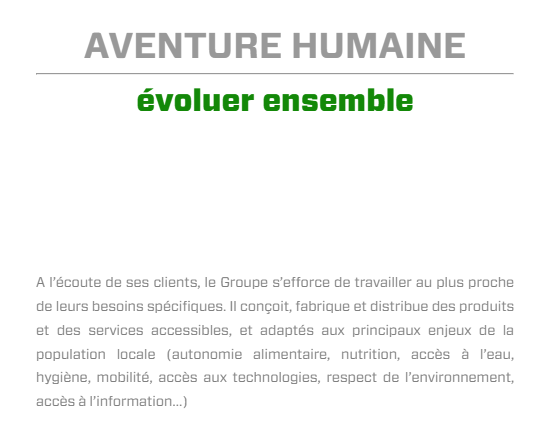 AVENTURE HUMAINE
évoluer ensemble
A l'écoute de ses clients, le Groupe s'efforce de travailler au plus proche
de leurs besoins spécifiques. Il conçoit, fabrique et distribue des produits
et des services accessibles, et adaptés aux principaux enjeux de la
population locale (autonomie alimentaire, nutrition, accès à l'eau,
hygiène, mobilité, accès aux technologies, respect de l'environnement,
accès à l'information...)